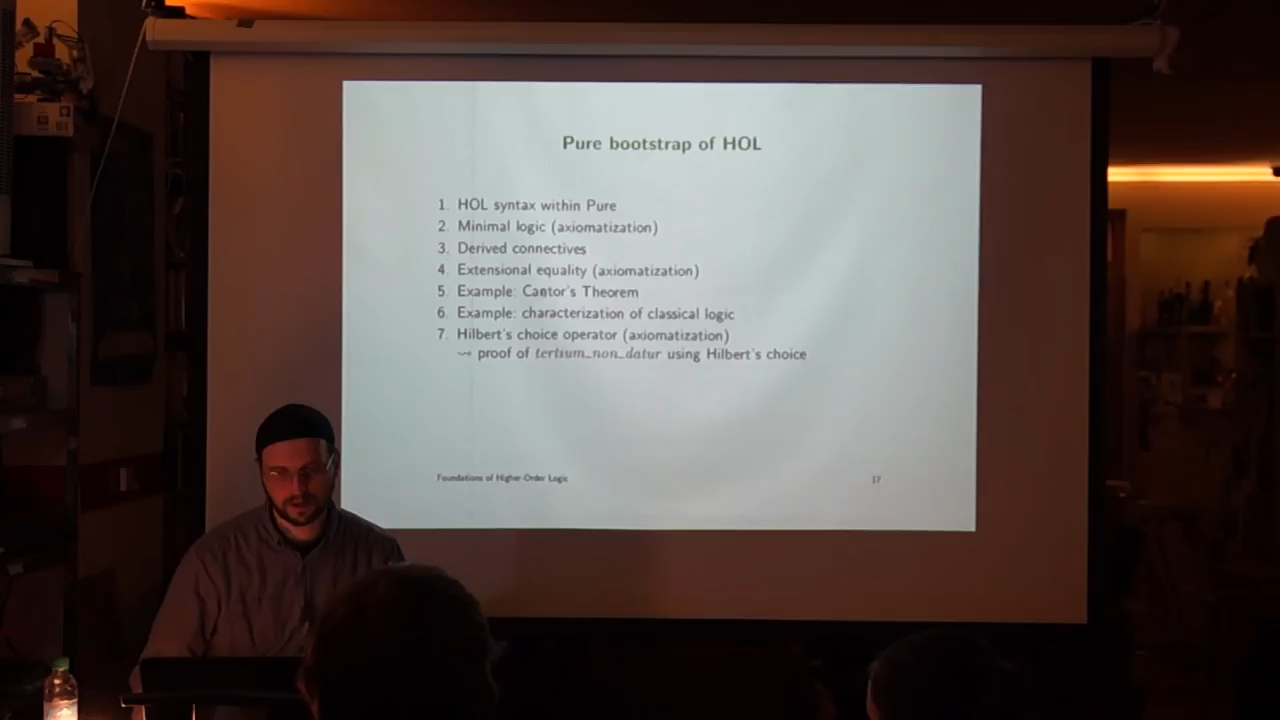 Pure bootstrap of HOL
1. HOL syntax within Pure
2. Minimal logic (axiomatization)
3. Derived connectives
4. Extensional equality (axiomatization)
5. Example: Cantor's Theorem
6. Example: characterization of classical logic
7. Hilbert's choice operator (axiomatization)
⇝ proof of tertium_non_datur using Hilbert's choice
Foundations of Higher-Order Logic 17